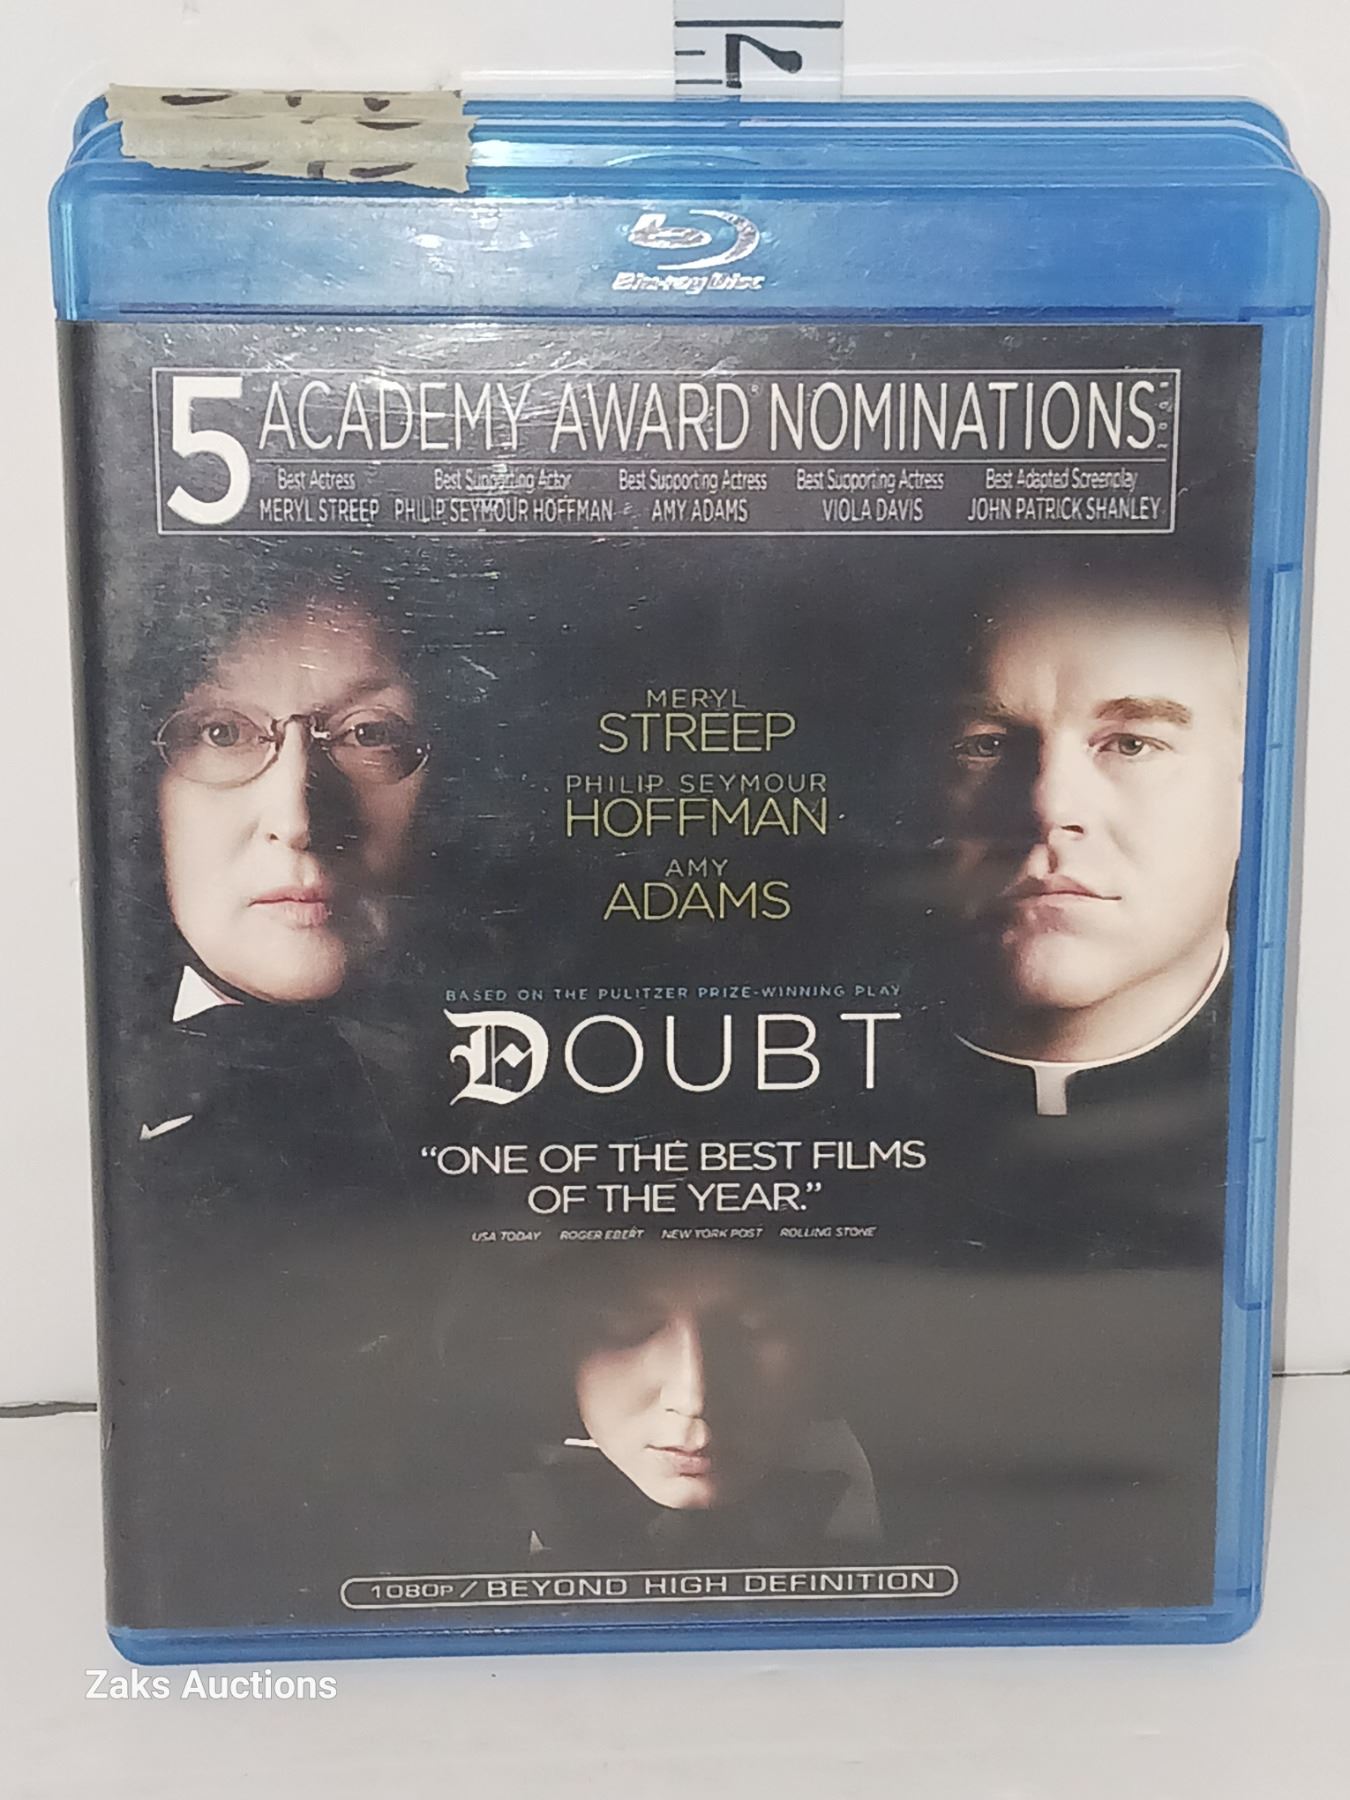 7
Blu-ray Disc
5 ACADEMY AWARD® NOMINATIONS
Best Actress Best Supporting Actor Best Supporting Actress Best Supporting Actress Best Adapted Screenplay
MERYL STREEP PHILIP SEYMOUR HOFFMAN AMY ADAMS VIOLA DAVIS JOHN PATRICK SHANLEY
MERYL
STREEP
PHILIP SEYMOUR
HOFFMAN
AMY
ADAMS
BASED ON THE PULITZER PRIZE-WINNING PLAY
DOUBT
“ONE OF THE BEST FILMS
OF THE YEAR.”
USA TODAY ROGER EBERT NEW YORK POST ROLLING STONE
1080P / BEYOND HIGH DEFINITION
Zaks Auctions